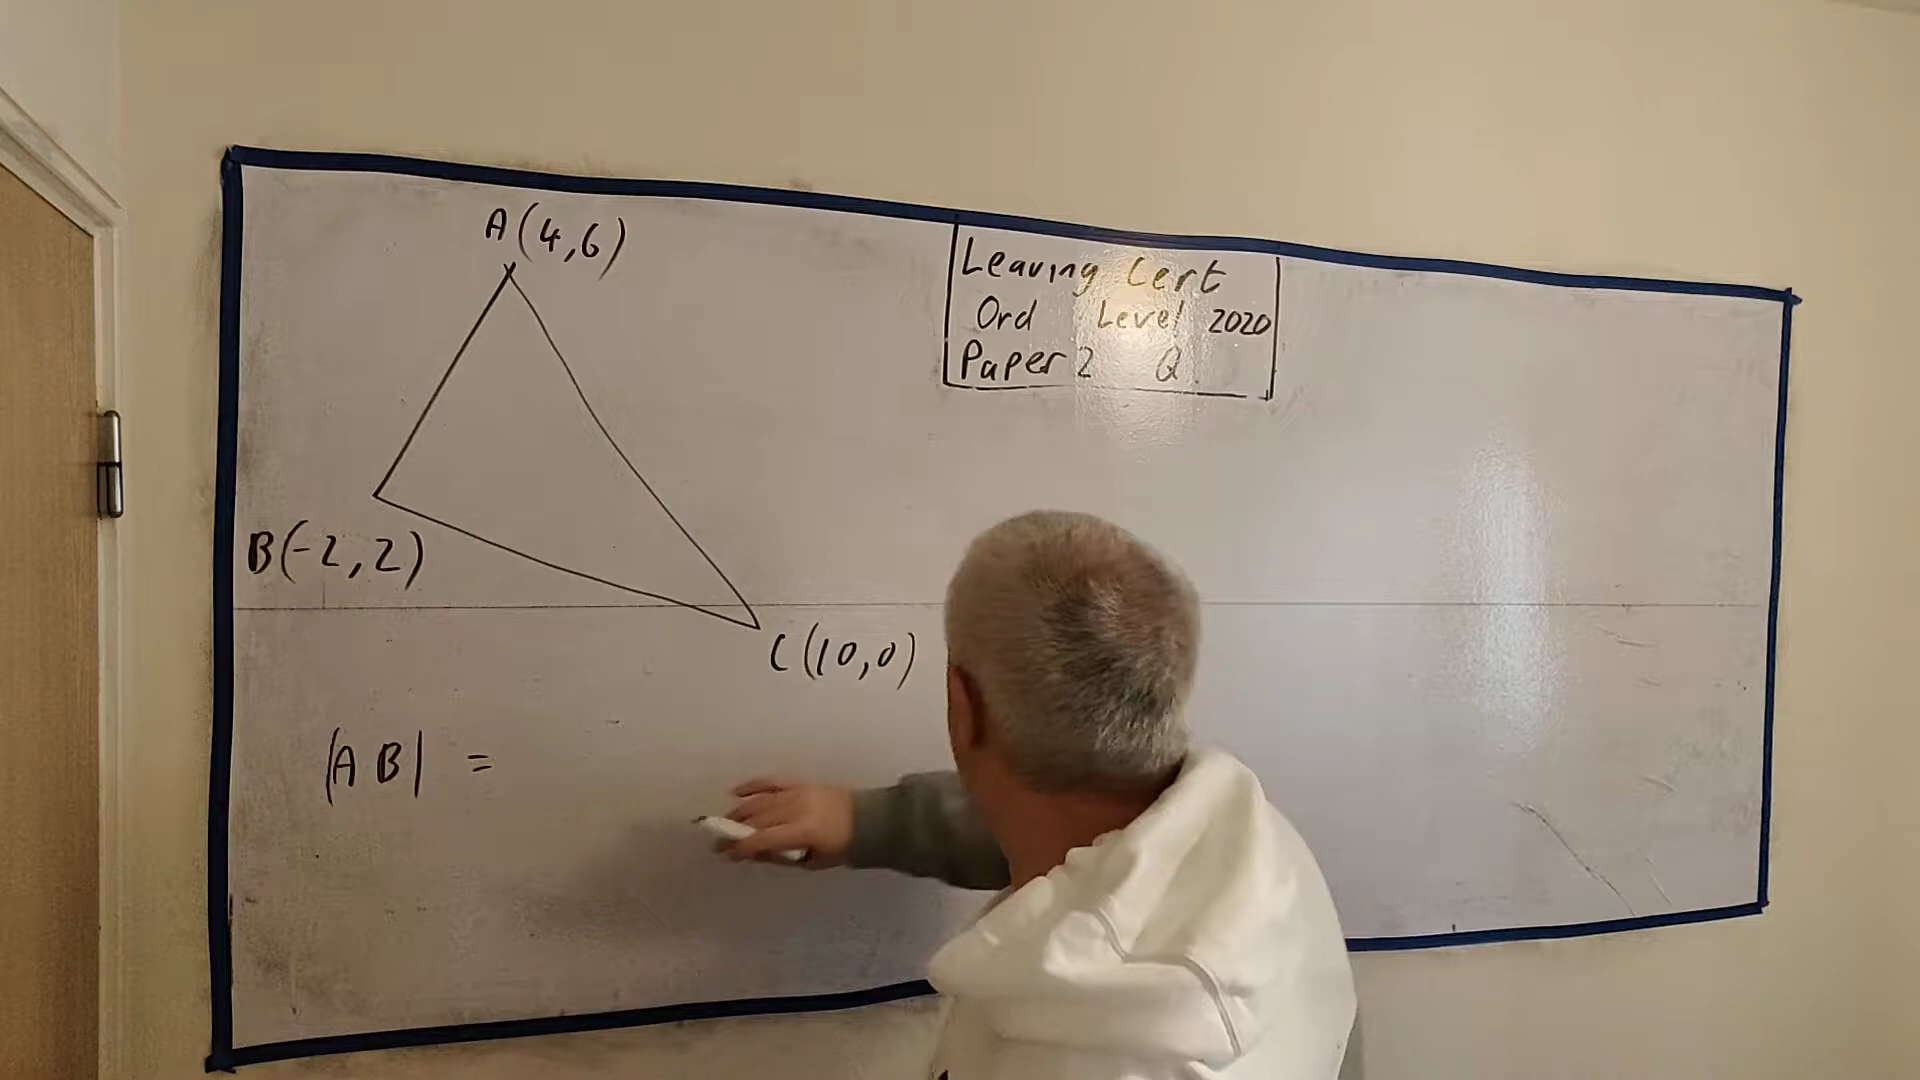 A(4,6)
Leaving Cert
Ord Level 2020
Paper 2 Q.
B(-2,2)
C(10,0)
|AB| =